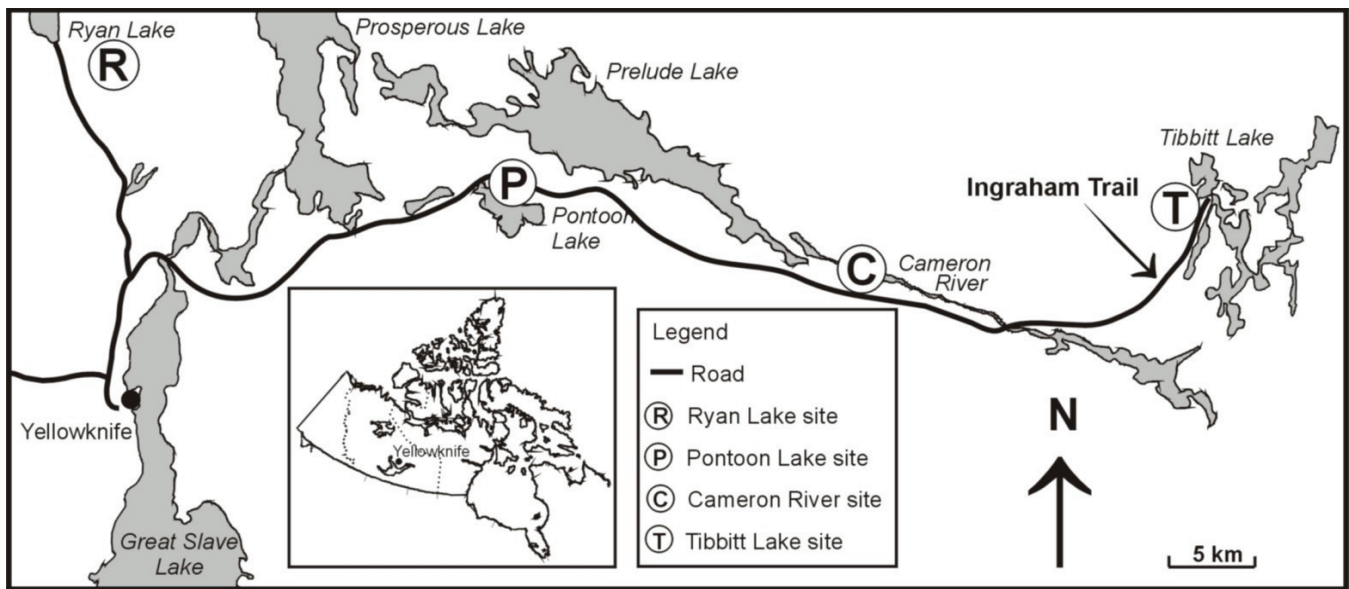 Ryan Lake
R
Prosperous Lake
Prelude Lake
Tibbitt Lake
Ingraham Trail
P
T
Pontoon
Lake
C
Cameron
River
Yellowknife
Great Slave
Lake
Yellowknife
Legend
Road
R Ryan Lake site
P Pontoon Lake site
C Cameron River site
T Tibbitt Lake site
N
5 km